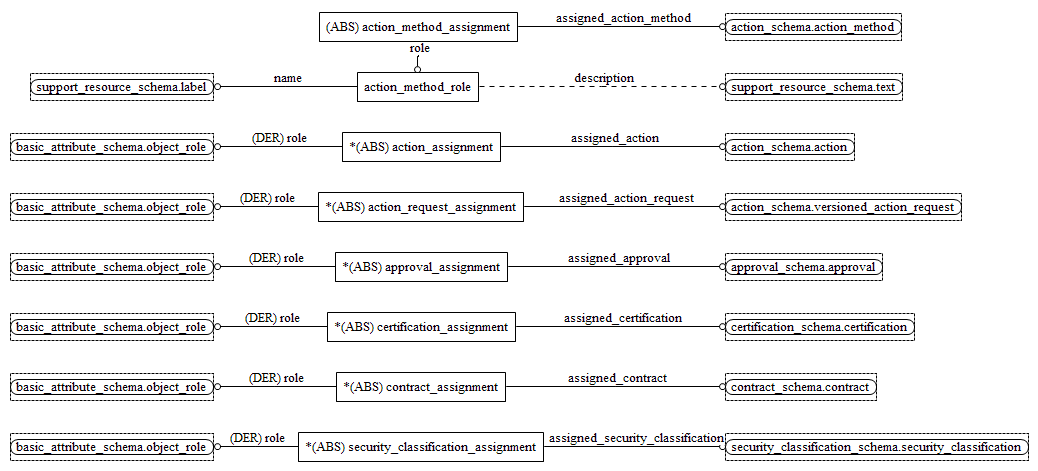 (ABS) action_method_assignment assigned_action_method action_schema.action_method
role
support_resource_schema.label name action_method_role description support_resource_schema.text
basic_attribute_schema.object_role (DER) role *(ABS) action_assignment assigned_action action_schema.action
basic_attribute_schema.object_role (DER) role *(ABS) action_request_assignment assigned_action_request action_schema.versioned_action_request
basic_attribute_schema.object_role (DER) role *(ABS) approval_assignment assigned_approval approval_schema.approval
basic_attribute_schema.object_role (DER) role *(ABS) certification_assignment assigned_certification certification_schema.certification
basic_attribute_schema.object_role (DER) role *(ABS) contract_assignment assigned_contract contract_schema.contract
basic_attribute_schema.object_role (DER) role *(ABS) security_classification_assignment assigned_security_classification security_classification_schema.security_classification